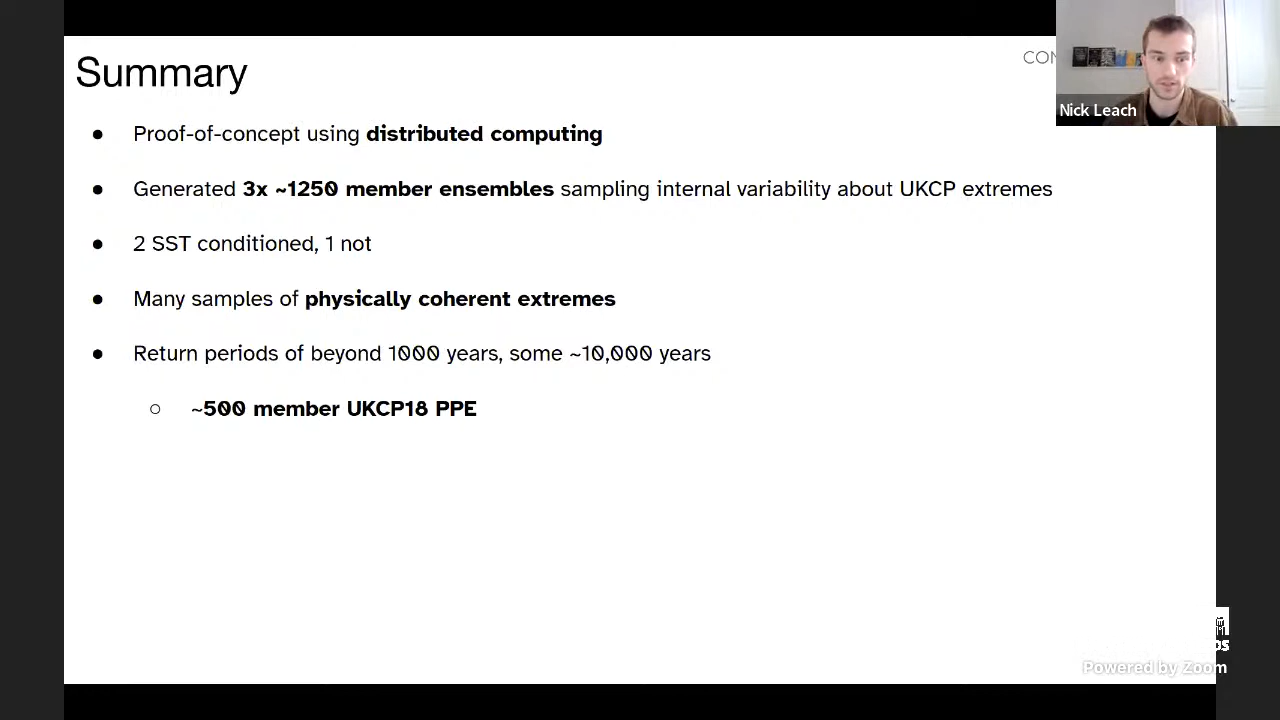 Summary
CON
Nick Leach
● Proof-of-concept using distributed computing
● Generated 3x ~1250 member ensembles sampling internal variability about UKCP extremes
● 2 SST conditioned, 1 not
● Many samples of physically coherent extremes
● Return periods of beyond 1000 years, some ~10,000 years
○ ~500 member UKCP18 PPE
Powered by Zoom